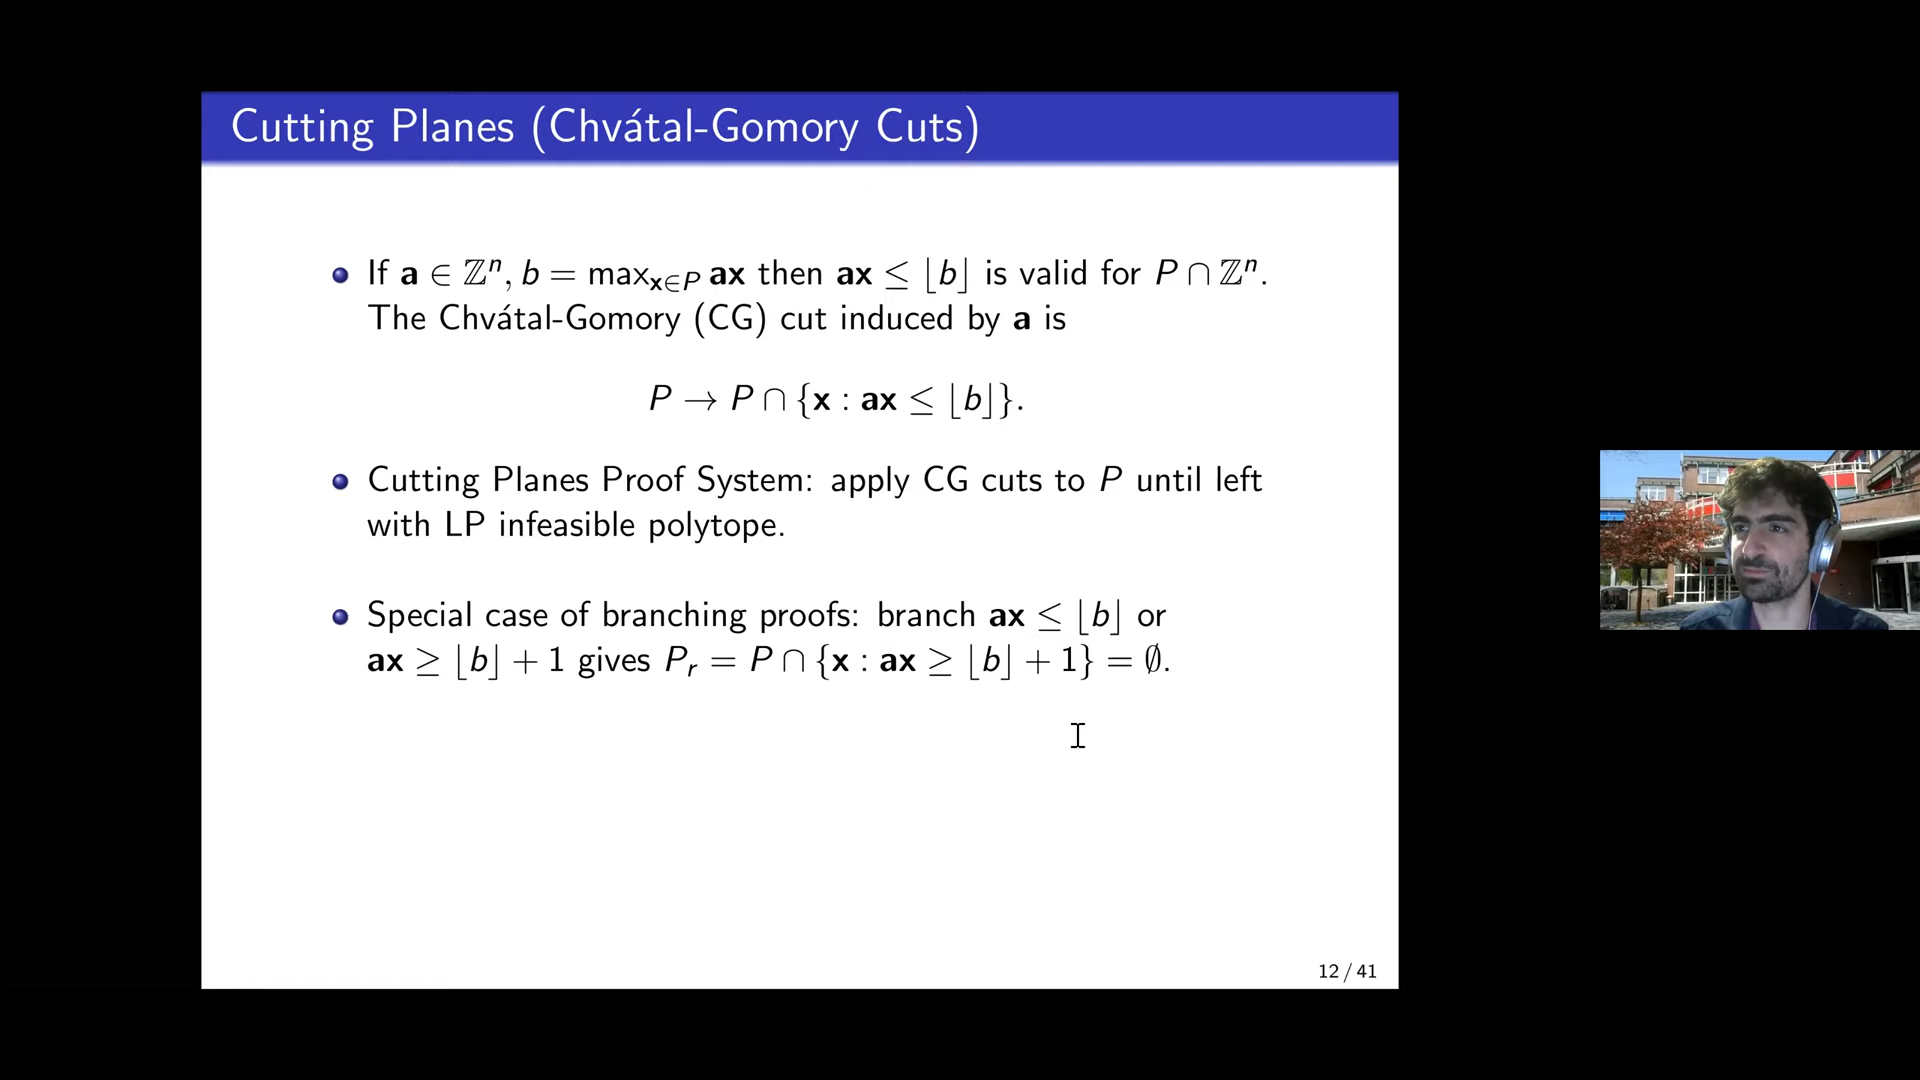 Cutting Planes (Chvátal-Gomory Cuts)
If a ∈ ℤⁿ, b = maxₓ∈P ax then ax ≤ ⌊b⌋ is valid for P ∩ ℤⁿ.
The Chvátal-Gomory (CG) cut induced by a is
P → P ∩ {x : ax ≤ ⌊b⌋}.
Cutting Planes Proof System: apply CG cuts to P until left
with LP infeasible polytope.
Special case of branching proofs: branch ax ≤ ⌊b⌋ or
ax ≥ ⌊b⌋ + 1 gives Pᵣ = P ∩ {x : ax ≥ ⌊b⌋ + 1} = ∅.
12 / 41